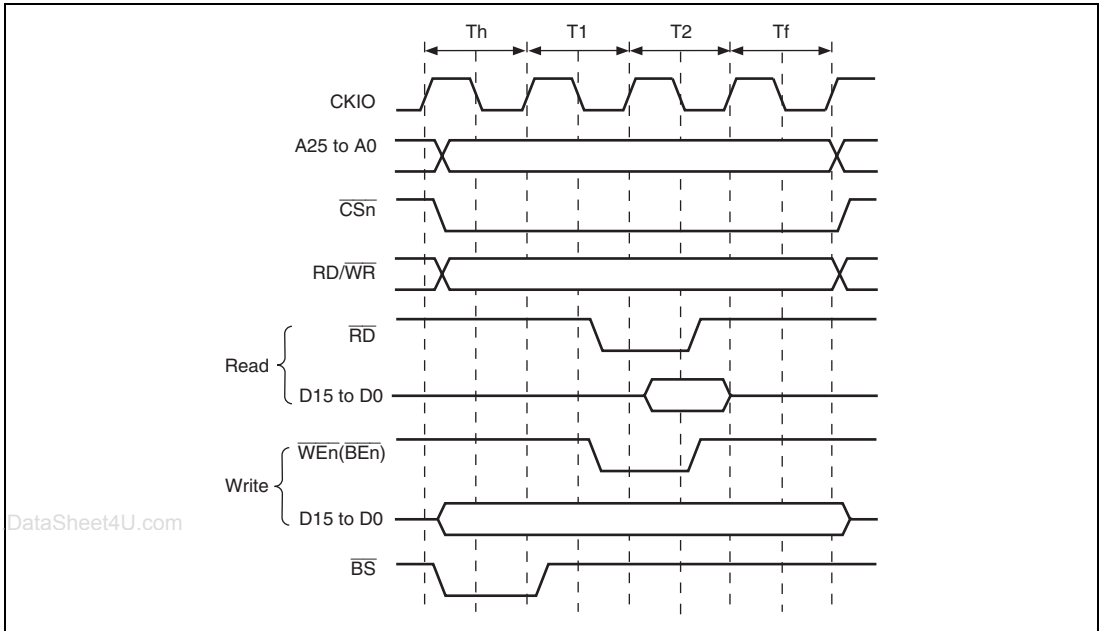 Th T1 T2 Tf
CKIO
A25 to A0
CSn
RD/WR
RD
Read
D15 to D0
WEn(BEn)
Write
D15 to D0
BS
DataSheet4U.com